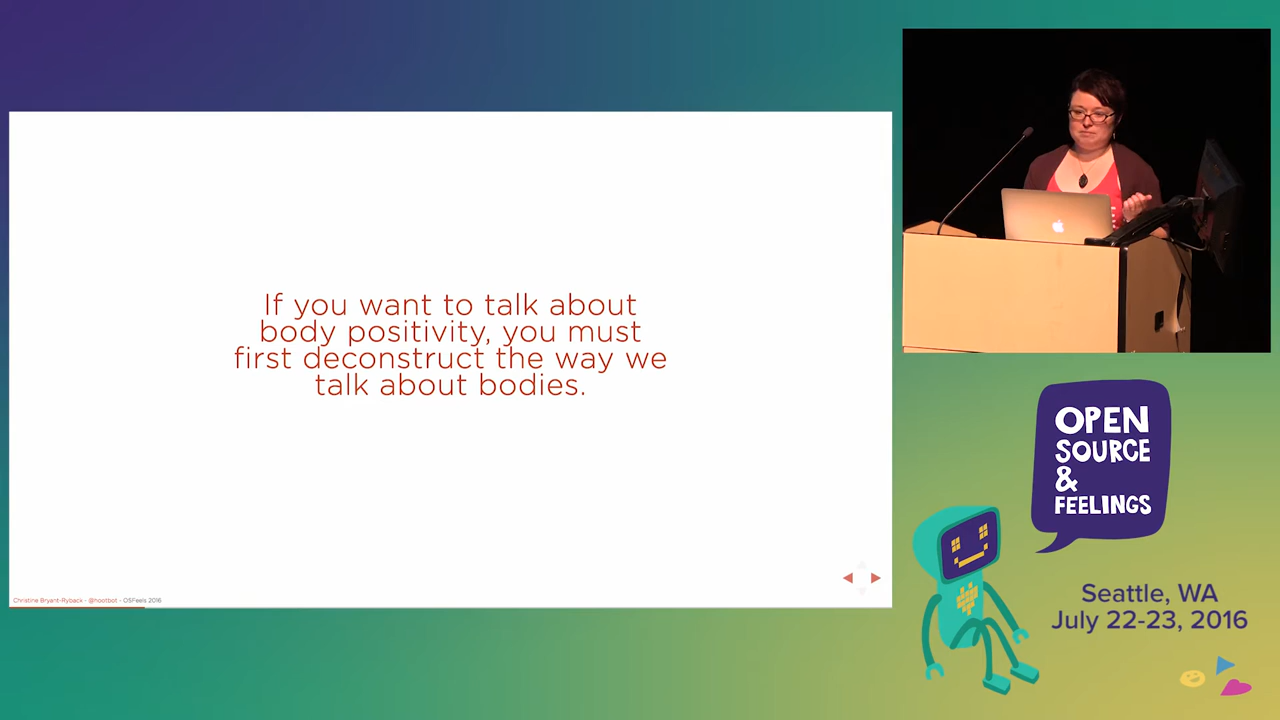 If you want to talk about
body positivity, you must
first deconstruct the way we
talk about bodies.
Christine Bryant-Ryback - @hootbot - OSFeels 2016
OPEN
SOURCE
&
FEELINGS
Seattle, WA
July 22-23, 2016